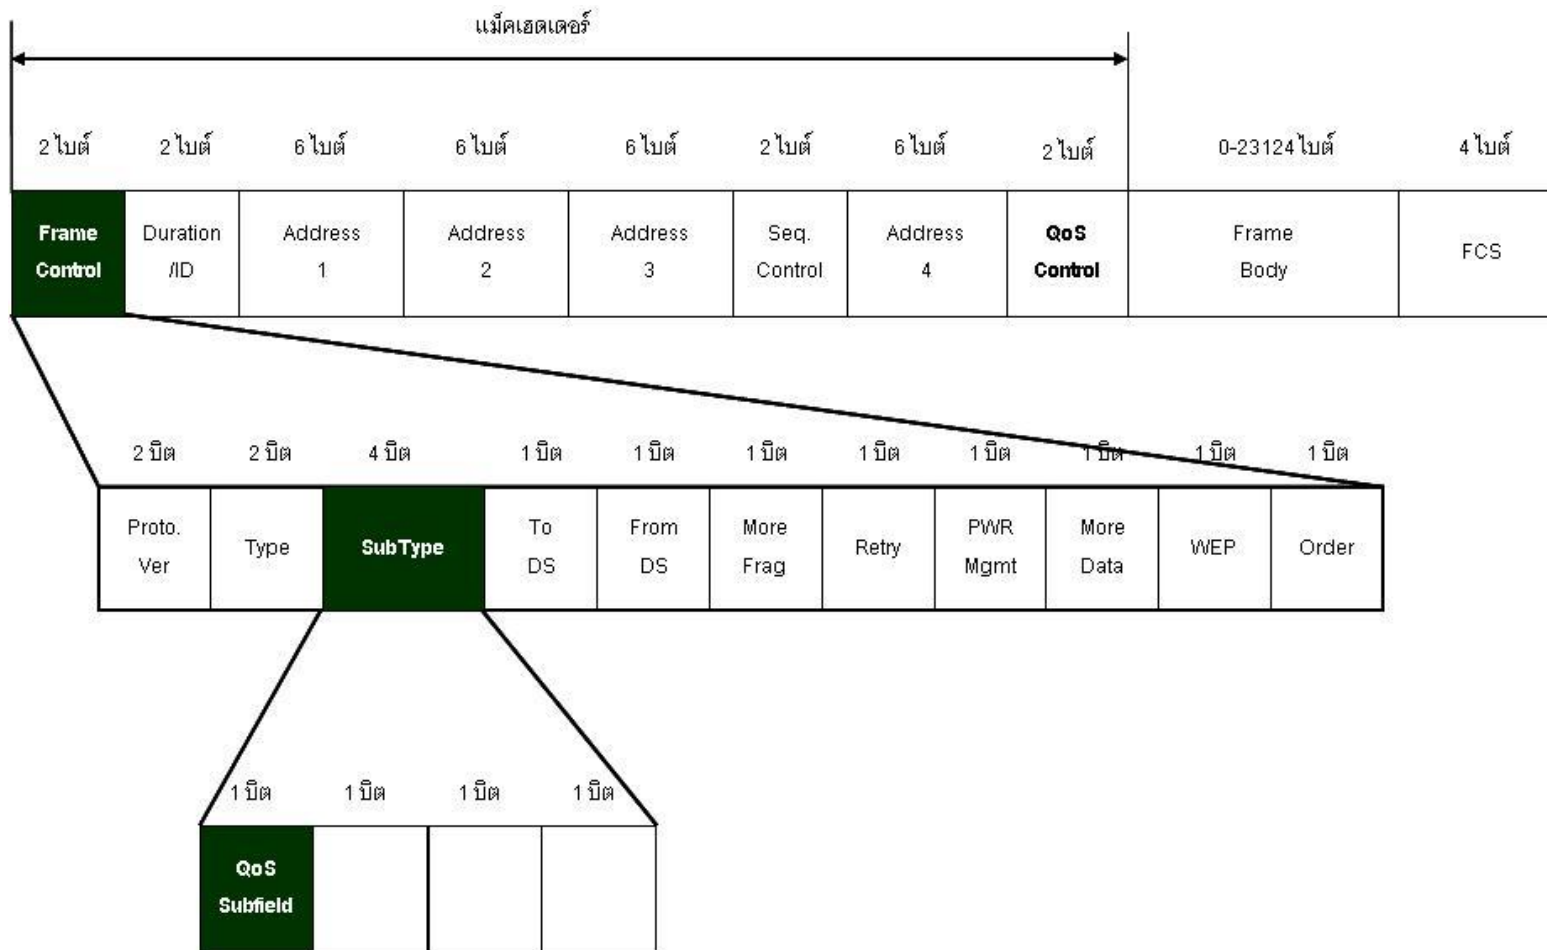 แม็คเฮดเดอร์
2 ไบต์ 2 ไบต์ 6 ไบต์ 6 ไบต์ 6 ไบต์ 2 ไบต์ 6 ไบต์ 2 ไบต์ 0-23124 ไบต์ 4 ไบต์
Frame Duration Address Address Address Seq. Address QoS Frame FCS
Control /ID 1 2 3 Control 4 Control Body
2 บิต 2 บิต 4 บิต 1 บิต 1 บิต 1 บิต 1 บิต 1 บิต 1 บิต 1 บิต 1 บิต
Proto. Type SubType To From More Retry PWR More WEP Order
Ver DS DS Frag Mgmt Data
1 บิต 1 บิต 1 บิต 1 บิต
QoS
Subfield